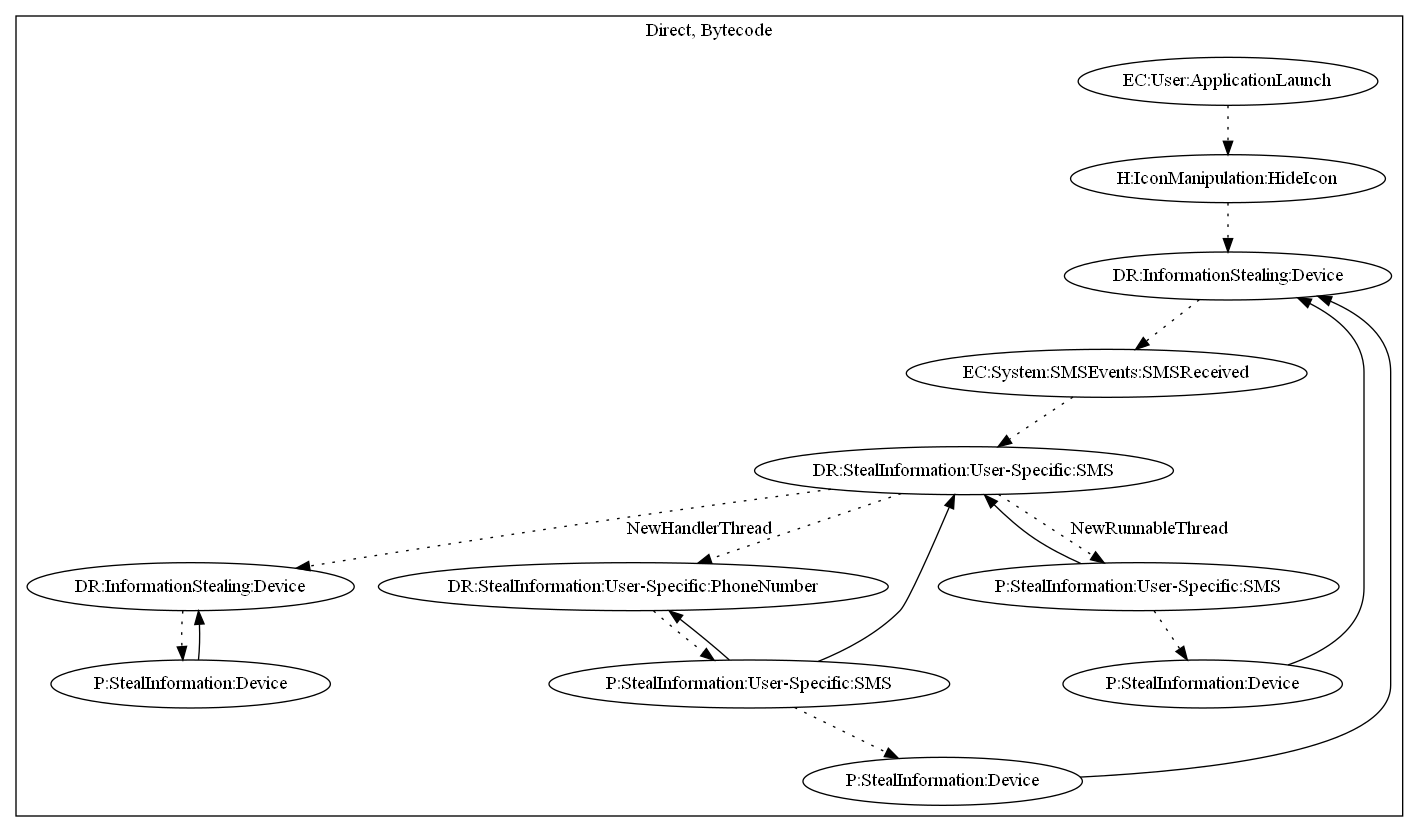 Direct, Bytecode
EC:User:ApplicationLaunch
H:IconManipulation:HideIcon
DR:InformationStealing:Device
EC:System:SMSEvents:SMSReceived
DR:StealInformation:User-Specific:SMS
NewHandlerThread
NewRunnableThread
DR:InformationStealing:Device
DR:StealInformation:User-Specific:PhoneNumber
P:StealInformation:User-Specific:SMS
P:StealInformation:Device
P:StealInformation:User-Specific:SMS
P:StealInformation:Device
P:StealInformation:Device